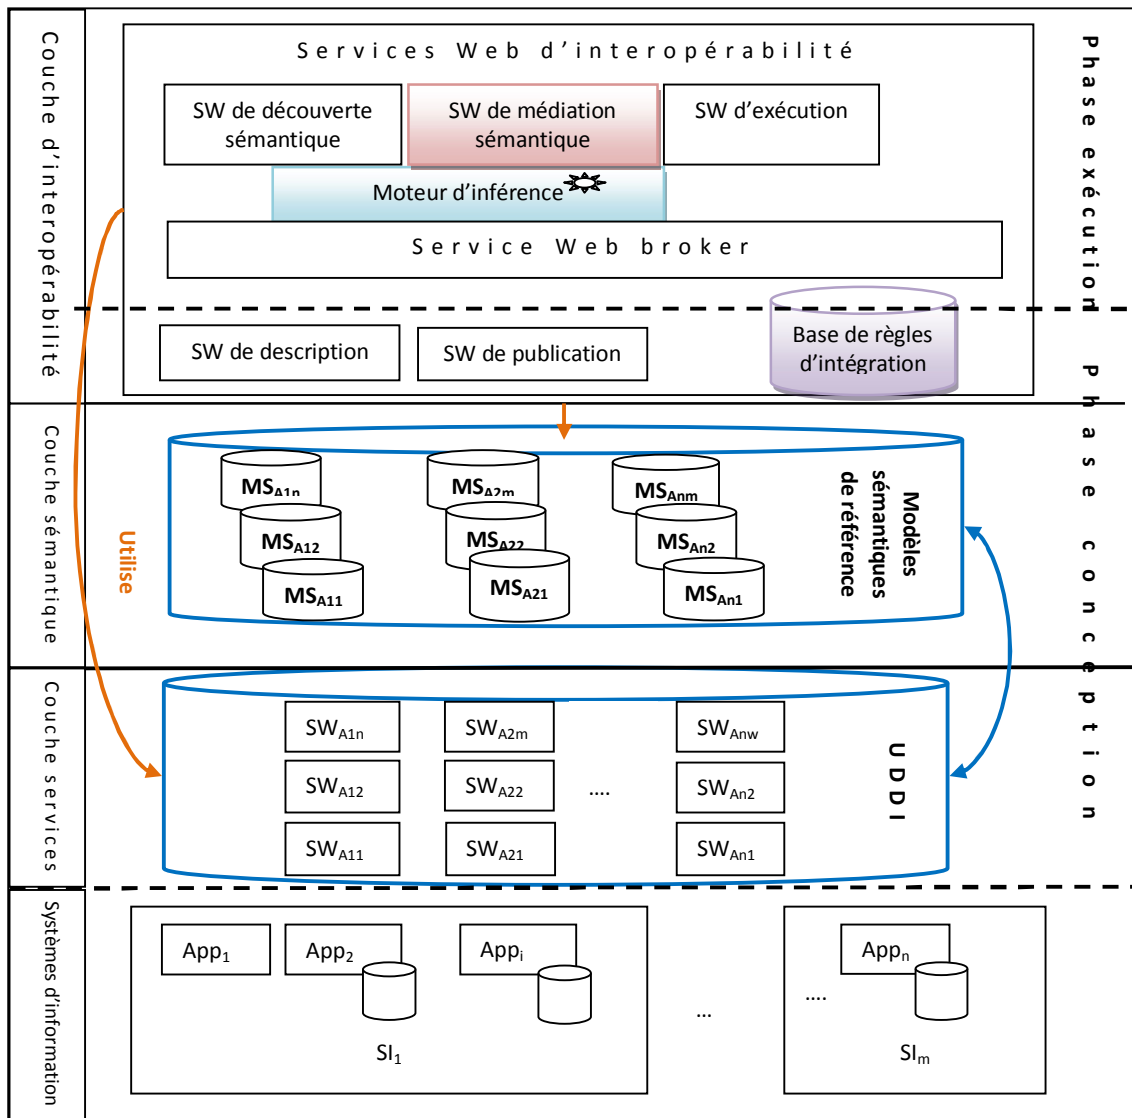 Couche d'interopérabilité
Services Web d'interopérabilité
SW de découverte
sémantique
SW de médiation
sémantique
SW d'exécution
Moteur d'inférence
Service Web broker
Phase exécution
SW de description
SW de publication
Base de règles
d'intégration
Phase conception
Couche sémantique
Utilise
MSA1n
MSA12
MSA11
MSA2m
MSA22
MSA21
MSAnm
MSAn2
MSAn1
Modèles
sémantiques
de référence
Couche services
SWA1n
SWA2m
SWAnw
SWA12
SWA22
....
SWAn2
SWA11
SWA21
SWAn1
UDDI
Systèmes d'information
App1
App2
Appi
SI1
...
....
Appn
SIm